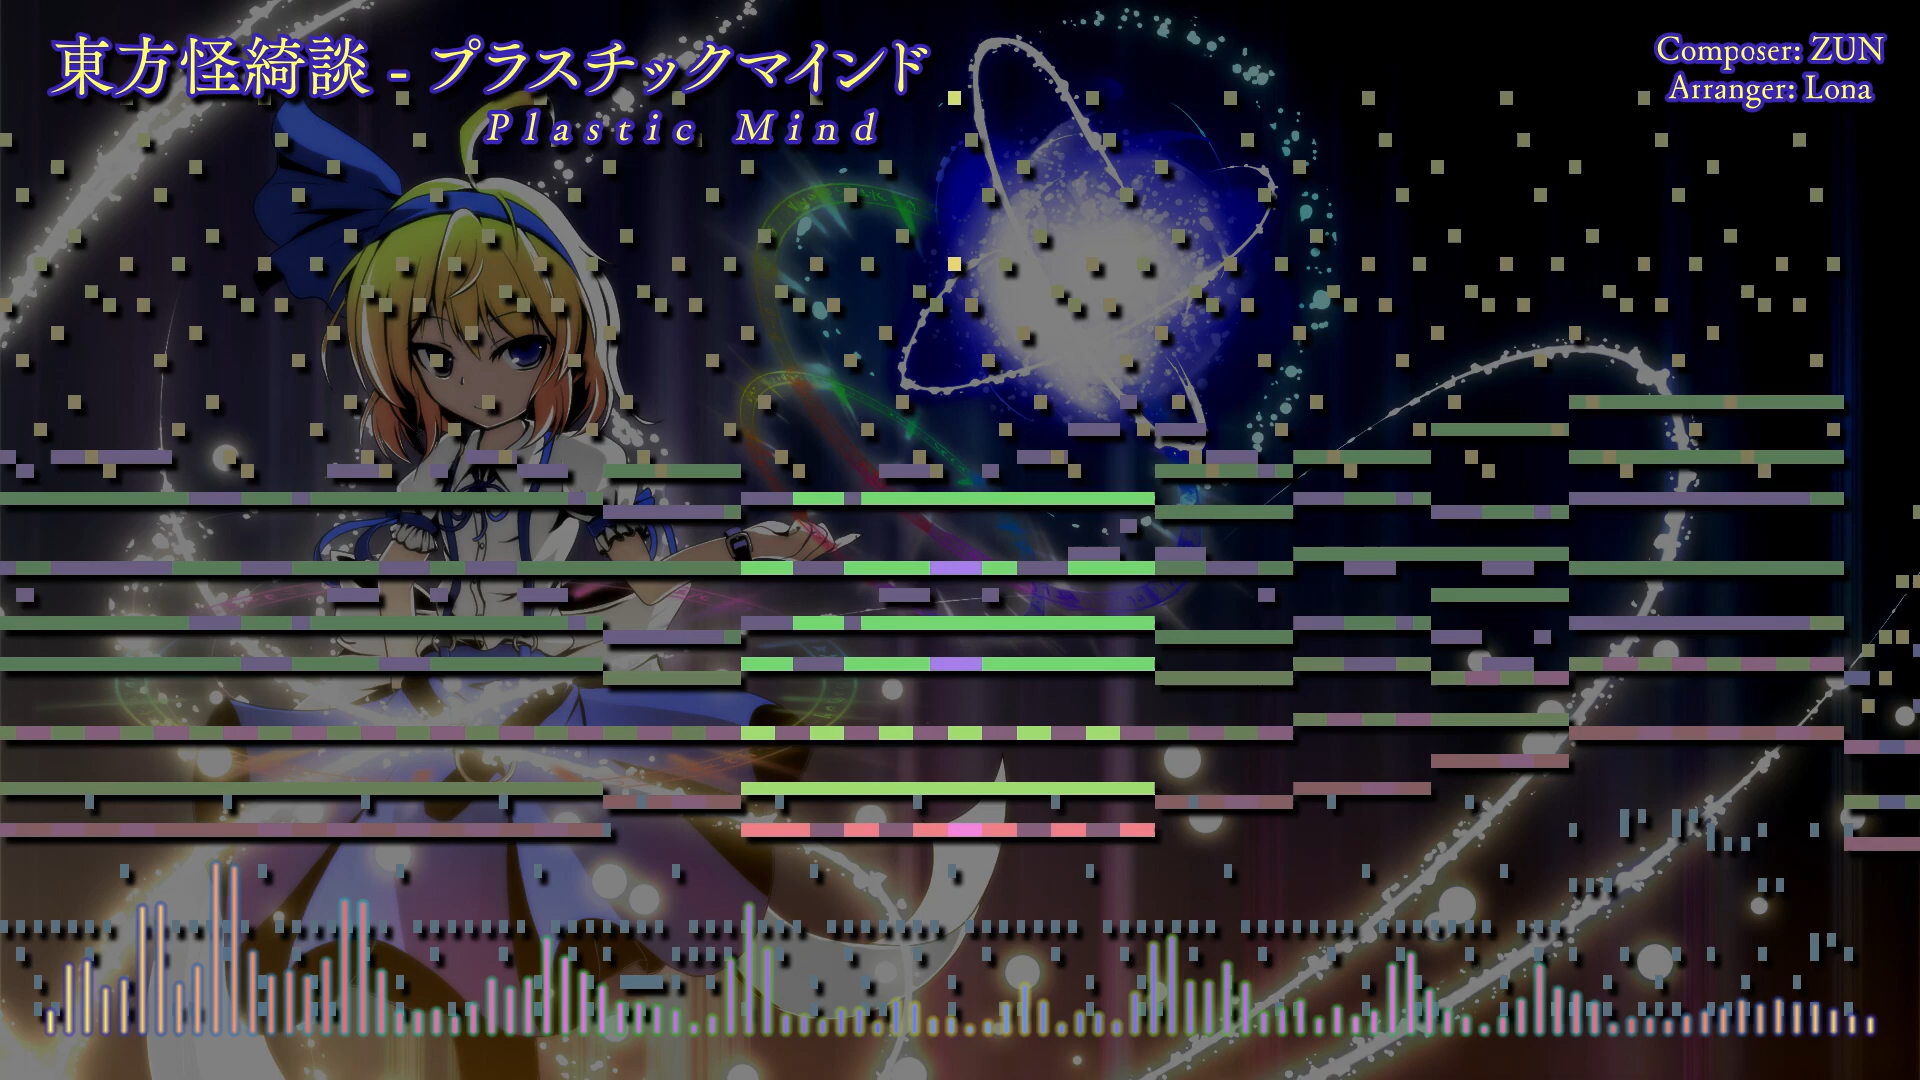 東方怪綺談 - プラスチックマインド
Plastic Mind
Composer: ZUN
Arranger: Lona